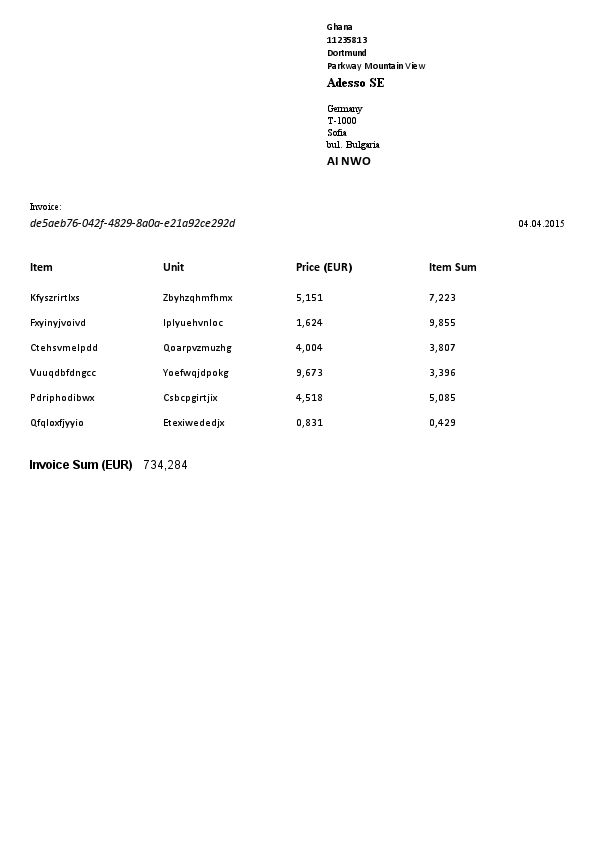 Ghana
11235813
Dortmund
Parkway Mountain View
Adesso SE
Germany
T-1000
Sofia
bul. Bulgaria
AI NWO
Invoice:
de5aeb76-042f-4829-8a0a-e21a92ce292d 04.04.2015
Item Unit Price (EUR) Item Sum
Kfyszrirtlxs Zbyhzqhmfhmx 5,151 7,223
Fxyinyjvoivd Iplyuehvnloc 1,624 9,855
Ctehsvmelpdd Qoarpvzmuzhg 4,004 3,807
Vuuqdbfdngcc Yoefwqjdpokg 9,673 3,396
Pdriphodibwx Csbcpgirtjix 4,518 5,085
Qfqloxfjyyio Etexiwededjx 0,831 0,429
Invoice Sum (EUR) 734,284